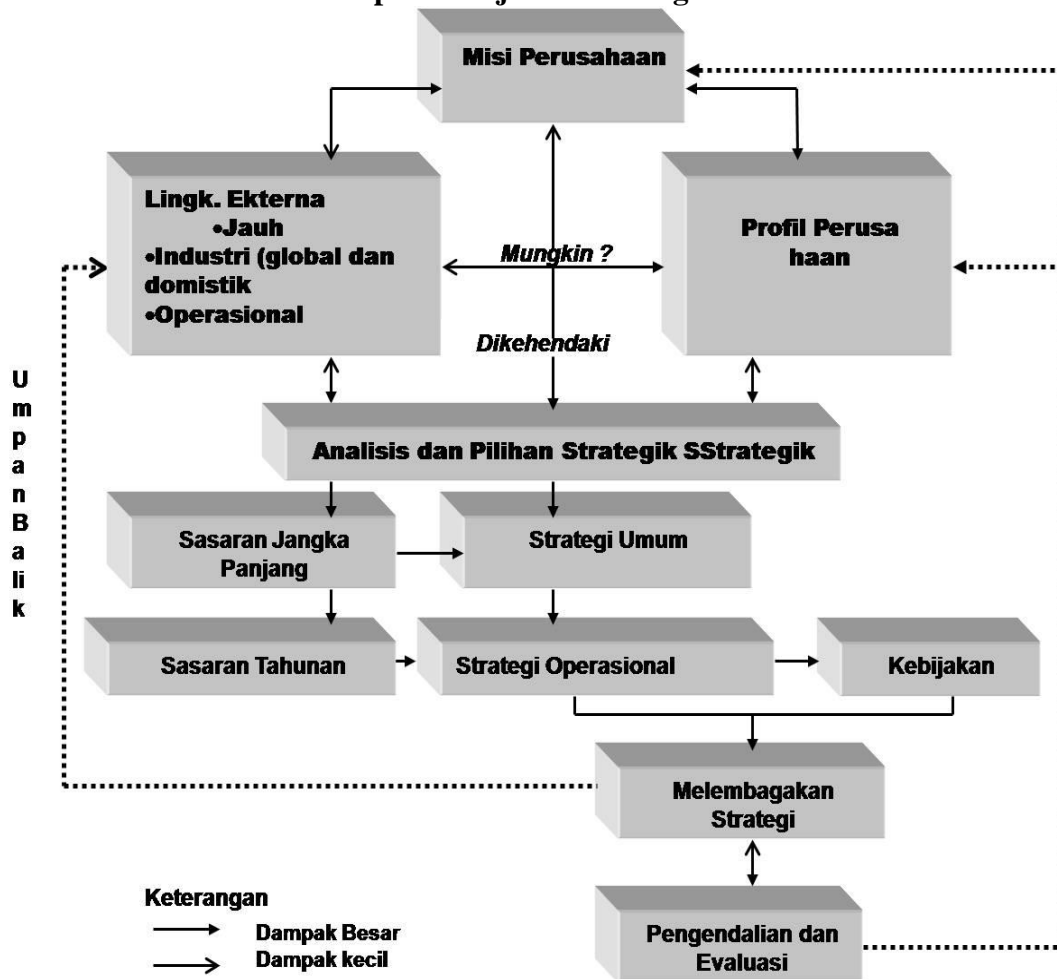 Misi Perusahaan
Lingk. Ekterna
•Jauh
•Industri (global dan
domistik
•Operasional
Profil Perusa
haan
Mungkin ?
Dikehendaki
U
m
p
a
n
B
a
li
k
Analisis dan Pilihan Strategik SStrategik
Sasaran Jangka
Panjang
Strategi Umum
Sasaran Tahunan
Strategi Operasional
Kebijakan
Melembagakan
Strategi
Keterangan
Dampak Besar
Dampak kecil
Pengendalian dan
Evaluasi